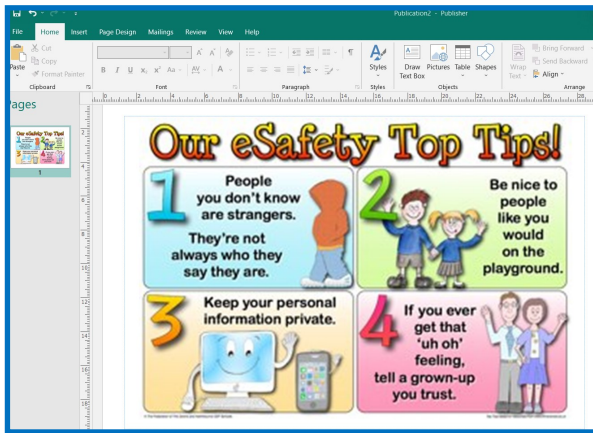 Publication2 - Publisher
File Home Insert Page Design Mailings Review View Help
Paste
Cut
Copy
Format Painter
Clipboard
B I U x₂ x² Aa AV A
Font
Paragraph
Styles
Styles
Draw Text Box
Pictures
Table
Shapes
Objects
Wrap Text
Bring Forward
Send Backward
Align
Arrange
Pages
1
Our eSafety Top Tips!
1
People
you don't know
are strangers.
They're not
always who they
say they are.
2
Be nice to
people
like you
would
on the
playground.
3
Keep your personal
information private.
4
If you ever
get that
'uh oh'
feeling,
tell a grown-up
you trust.